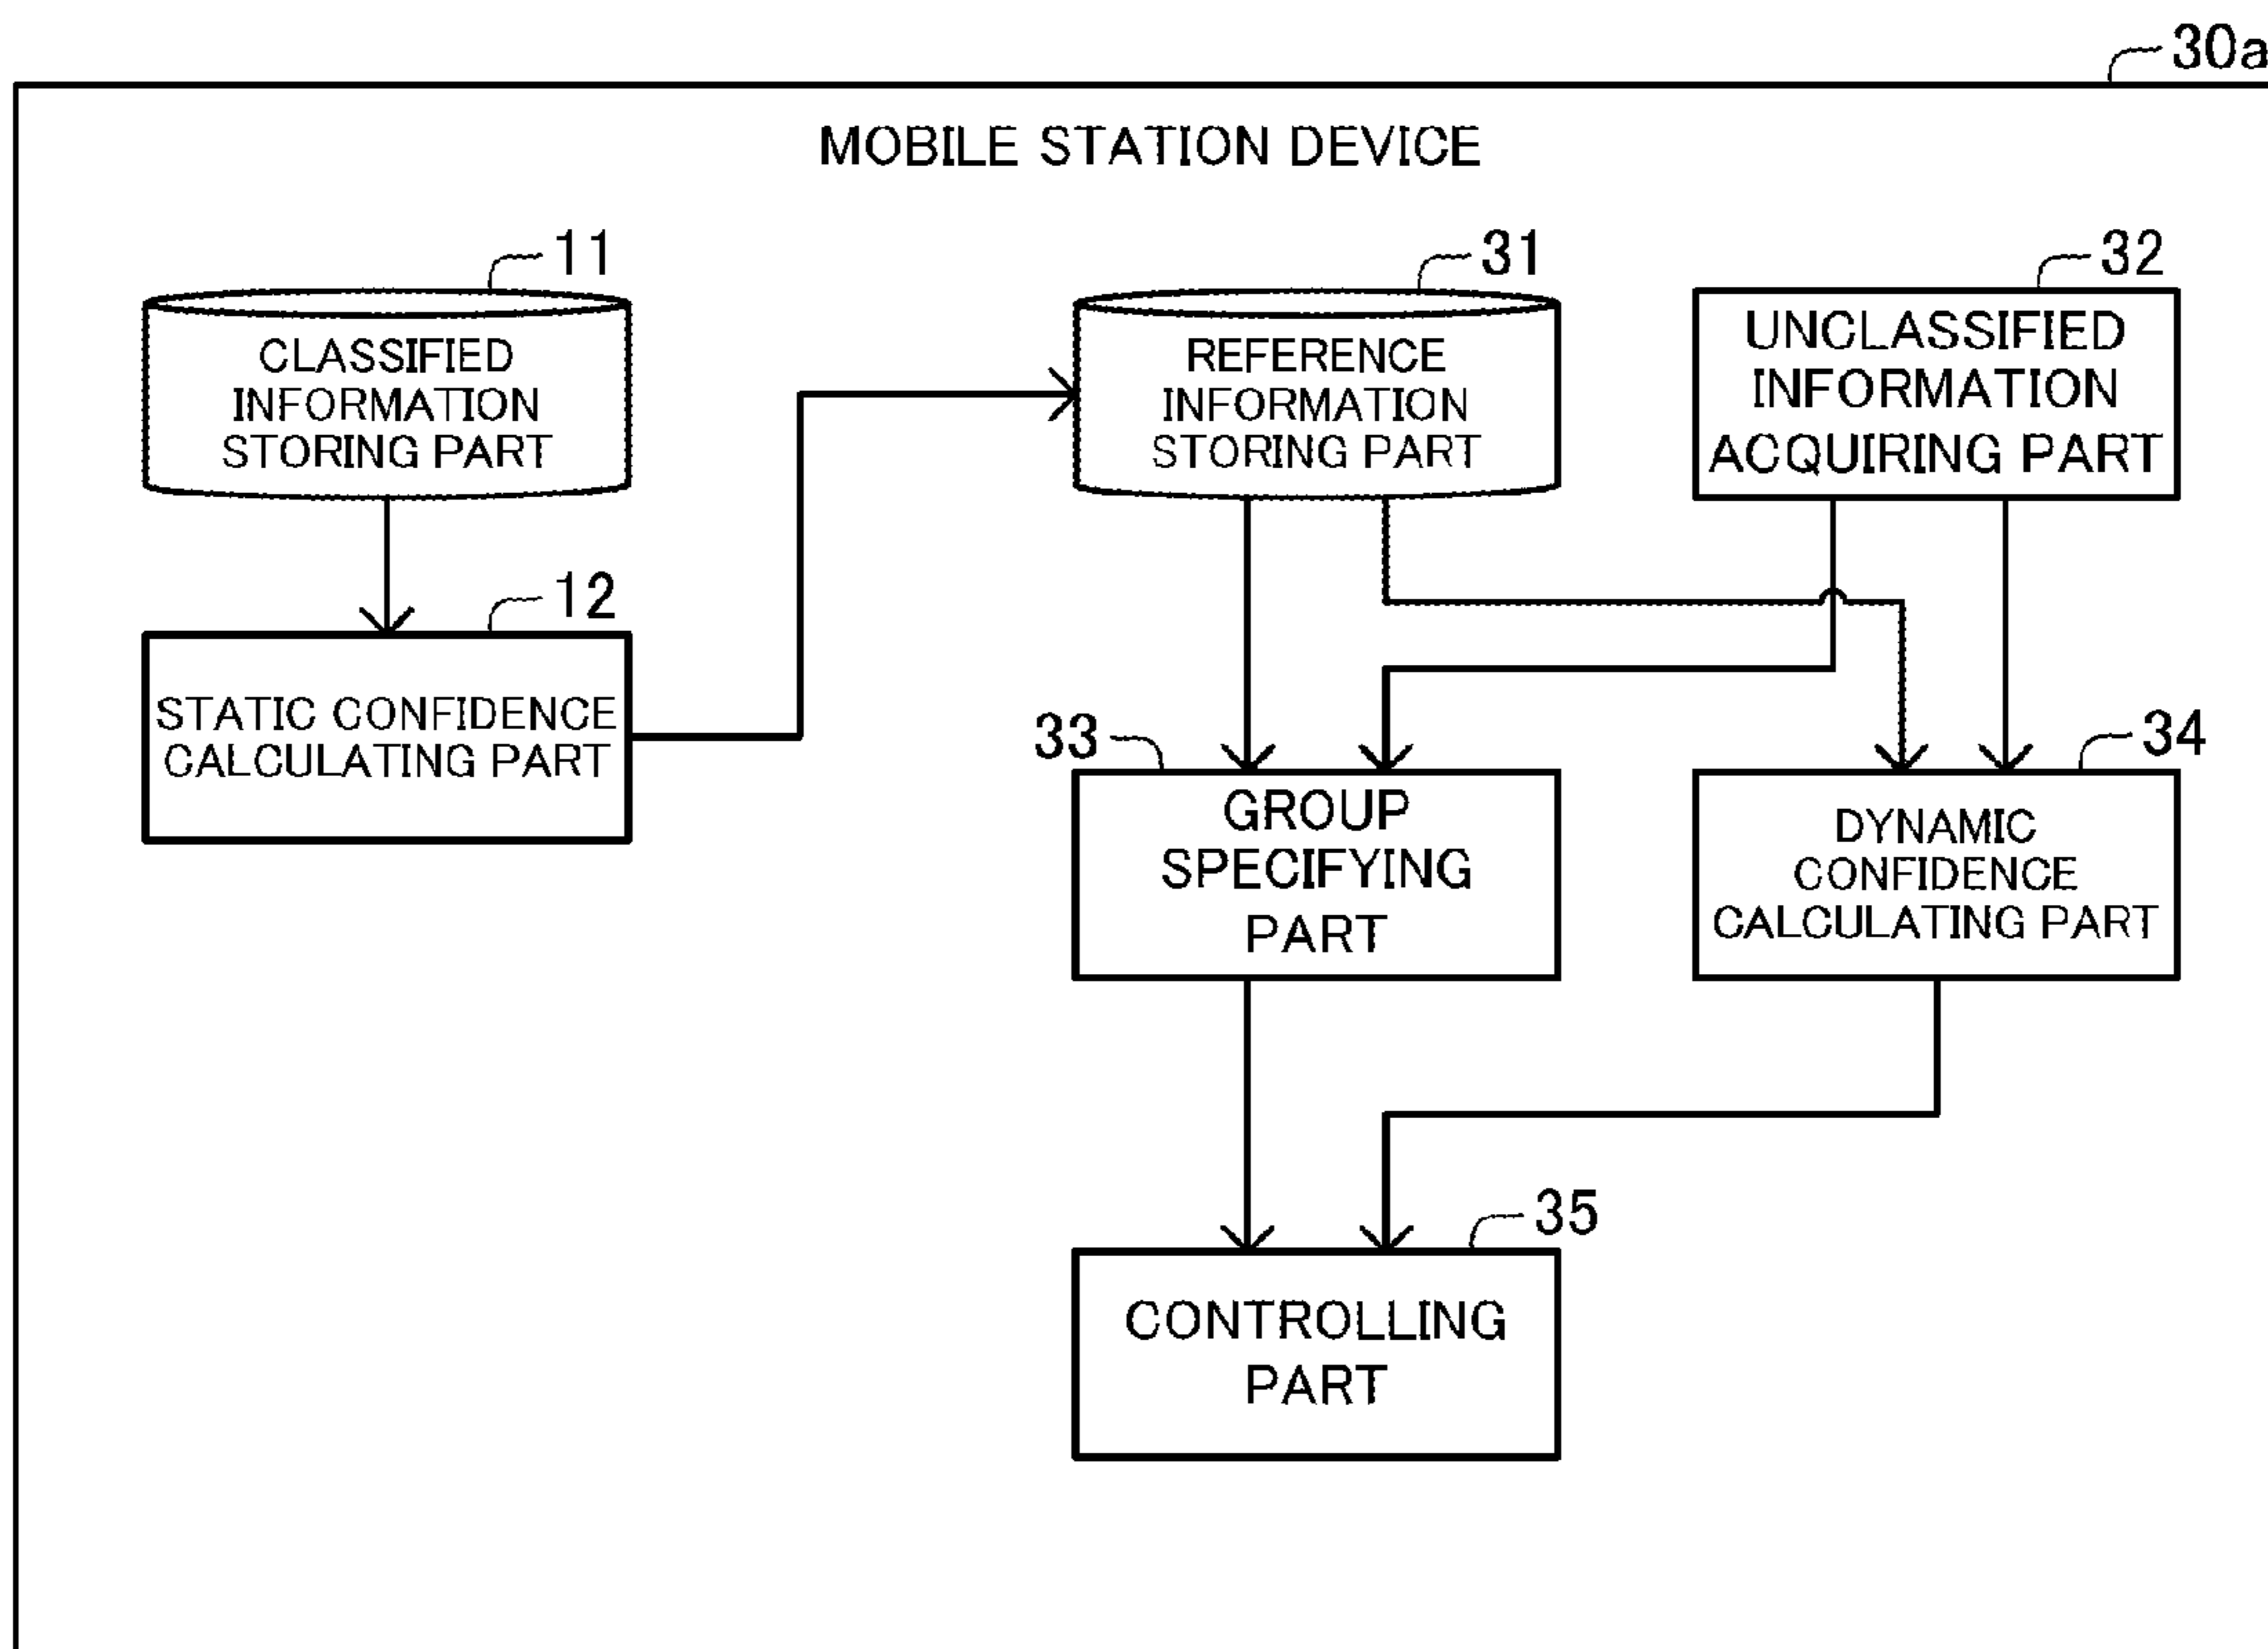 30a
MOBILE STATION DEVICE
11
CLASSIFIED
INFORMATION
STORING PART
31
REFERENCE
INFORMATION
STORING PART
32
UNCLASSIFIED
INFORMATION
ACQUIRING PART
12
STATIC CONFIDENCE
CALCULATING PART
33
GROUP
SPECIFYING
PART
34
DYNAMIC
CONFIDENCE
CALCULATING PART
35
CONTROLLING
PART